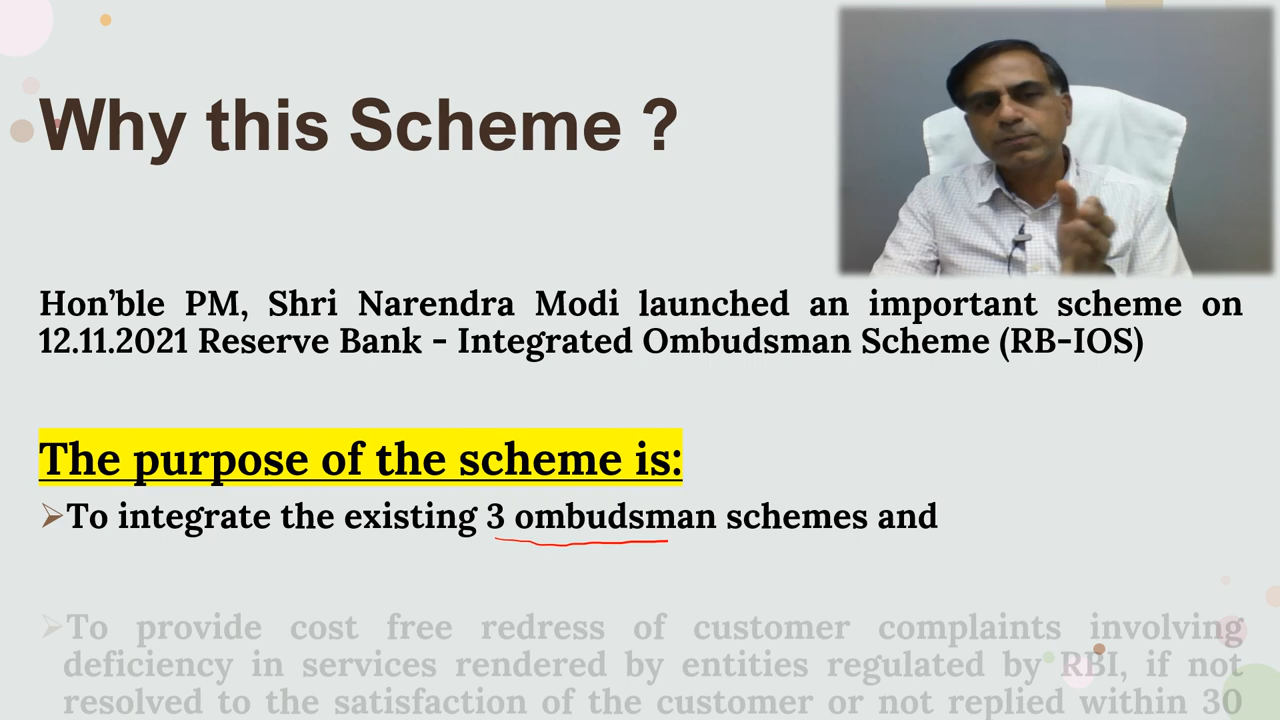 Why this Scheme ?
Hon’ble PM, Shri Narendra Modi launched an important scheme on
12.11.2021 Reserve Bank - Integrated Ombudsman Scheme (RB-IOS)
The purpose of the scheme is:
➢To integrate the existing 3 ombudsman schemes and
➢To provide cost free redress of customer complaints involving
deficiency in services rendered by entities regulated by RBI, if not
resolved to the satisfaction of the customer or not replied within 30